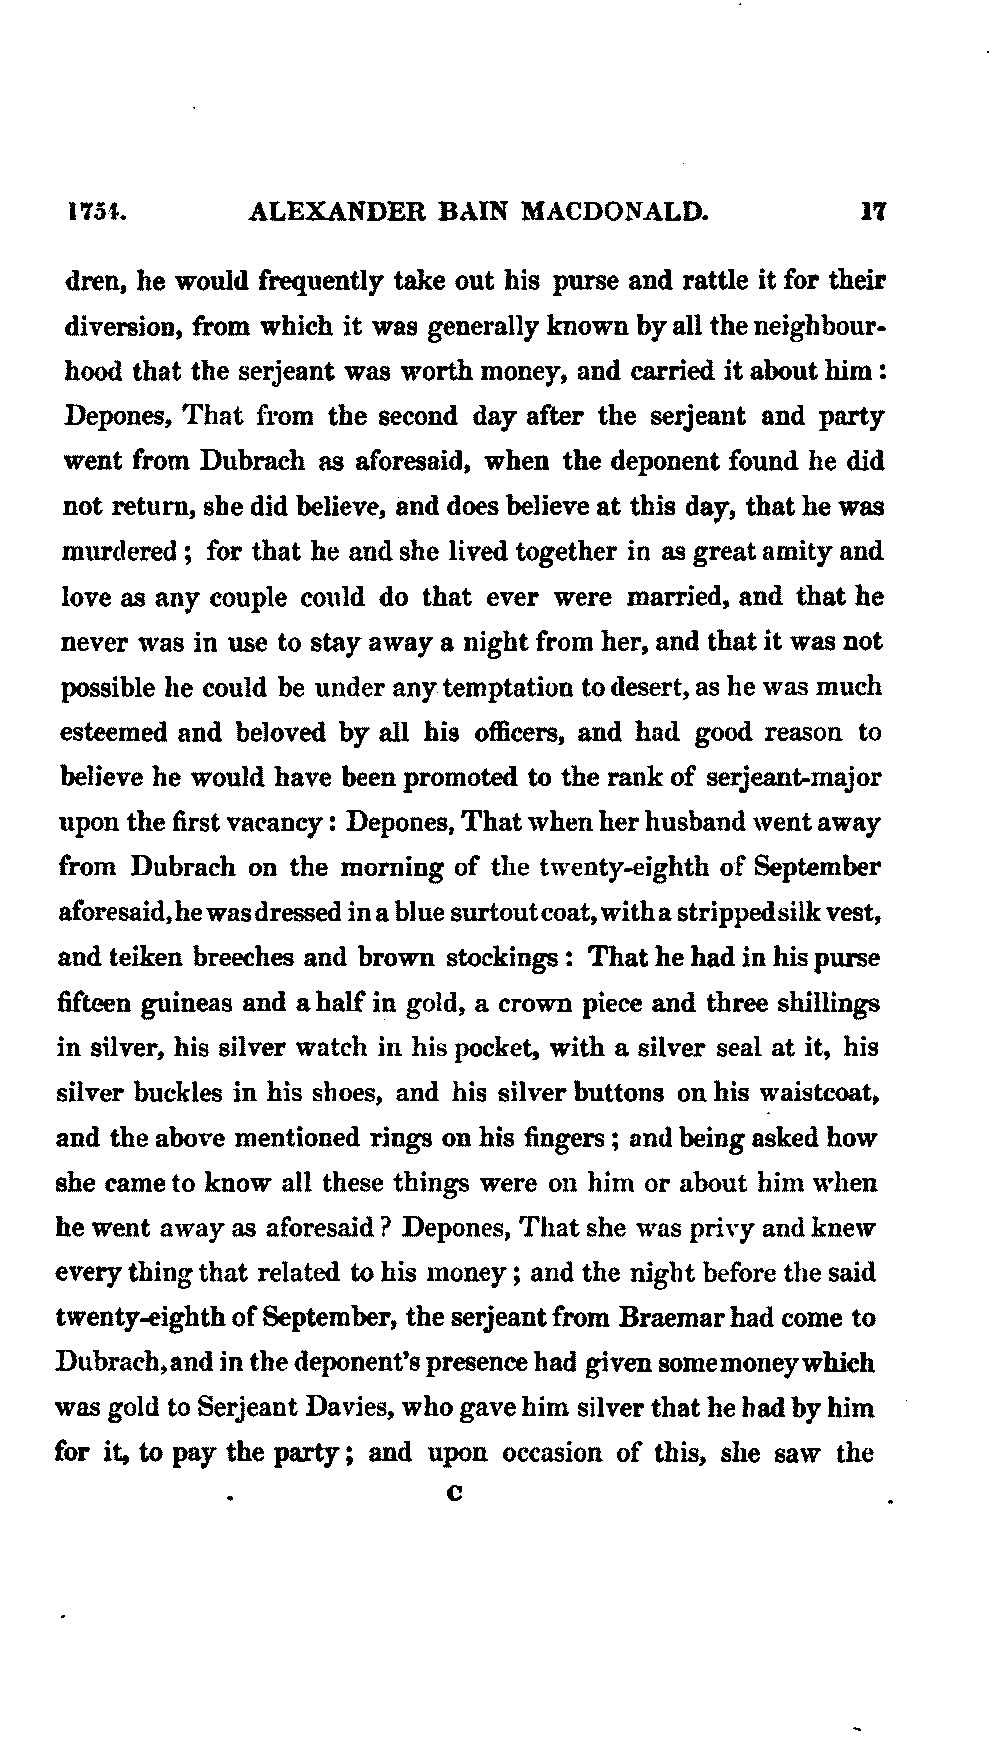 1754. ALEXANDER BAIN MACDONALD. 17
dren, he would frequently take out his purse and rattle it for their
diversion, from which it was generally known by all the neighbour-
hood that the serjeant was worth money, and carried it about him:
Depones, That from the second day after the serjeant and party
went from Dubrach as aforesaid, when the deponent found he did
not return, she did believe, and does believe at this day, that he was
murdered; for that he and she lived together in as great amity and
love as any couple could do that ever were married, and that he
never was in use to stay away a night from her, and that it was not
possible he could be under any temptation to desert, as he was much
esteemed and beloved by all his officers, and had good reason to
believe he would have been promoted to the rank of serjeant-major
upon the first vacancy: Depones, That when her husband went away
from Dubrach on the morning of the twenty-eighth of September
aforesaid, he was dressed in a blue surtout coat, with a stripped silk vest,
and teiken breeches and brown stockings: That he had in his purse
fifteen guineas and a half in gold, a crown piece and three shillings
in silver, his silver watch in his pocket, with a silver seal at it, his
silver buckles in his shoes, and his silver buttons on his waistcoat,
and the above mentioned rings on his fingers; and being asked how
she came to know all these things were on him or about him when
he went away as aforesaid? Depones, That she was privy and knew
every thing that related to his money; and the night before the said
twenty-eighth of September, the serjeant from Braemar had come to
Dubrach, and in the deponent's presence had given some money which
was gold to Serjeant Davies, who gave him silver that he had by him
for it, to pay the party; and upon occasion of this, she saw the
C